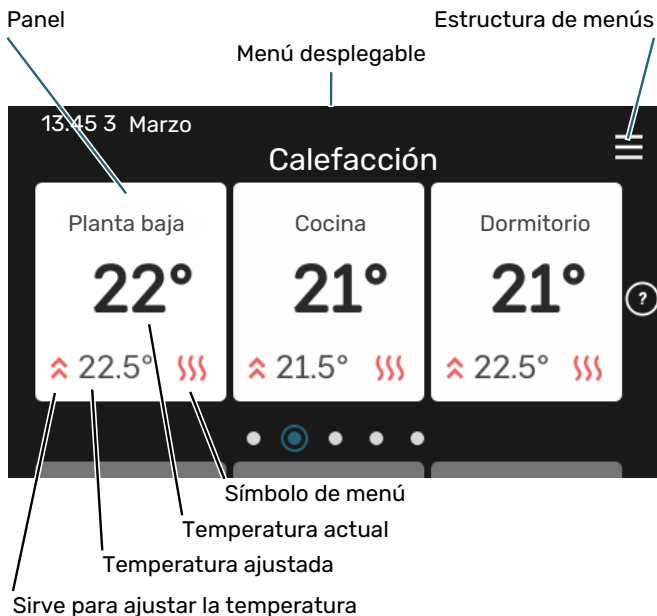 Panel
Estructura de menús
Menú desplegable
13.45 3 Marzo
Calefacción
Planta baja
Cocina
Dormitorio
22°
21°
21°
?
22.5°
21.5°
22.5°
Símbolo de menú
Temperatura actual
Temperatura ajustada
Sirve para ajustar la temperatura